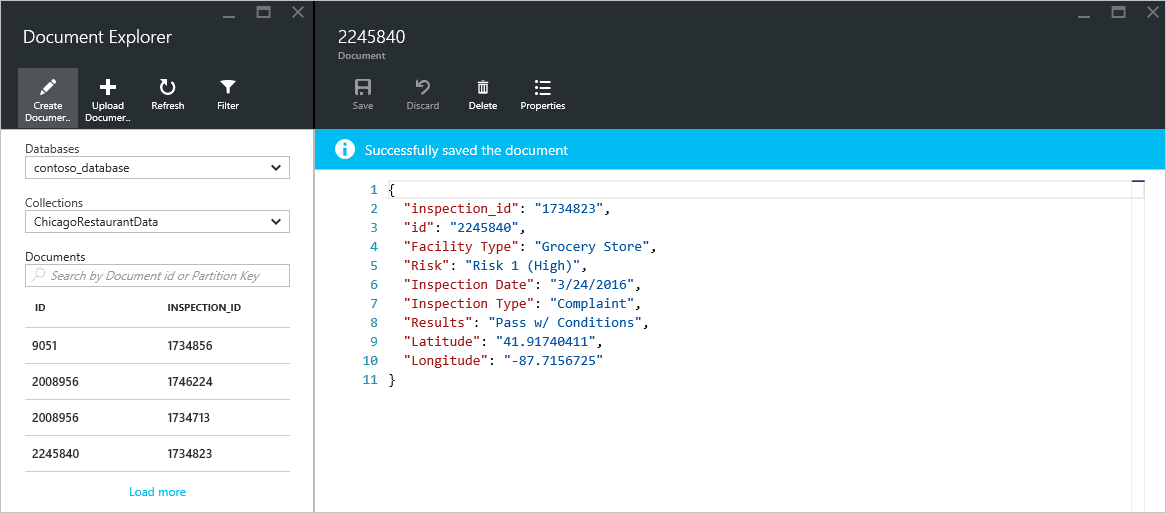 Document Explorer
Create Documer..
Upload Documer..
Refresh
Filter
Databases
contoso_database
Collections
ChicagoRestaurantData
Documents
Search by Document id or Partition Key
ID INSPECTION_ID
9051 1734856
2008956 1746224
2008956 1734713
2245840 1734823
Load more
2245840
Document
Save
Discard
Delete
Properties
Successfully saved the document
1 {
2 "inspection_id": "1734823",
3 "id": "2245840",
4 "Facility Type": "Grocery Store",
5 "Risk": "Risk 1 (High)",
6 "Inspection Date": "3/24/2016",
7 "Inspection Type": "Complaint",
8 "Results": "Pass w/ Conditions",
9 "Latitude": "41.91740411",
10 "Longitude": "-87.7156725"
11 }